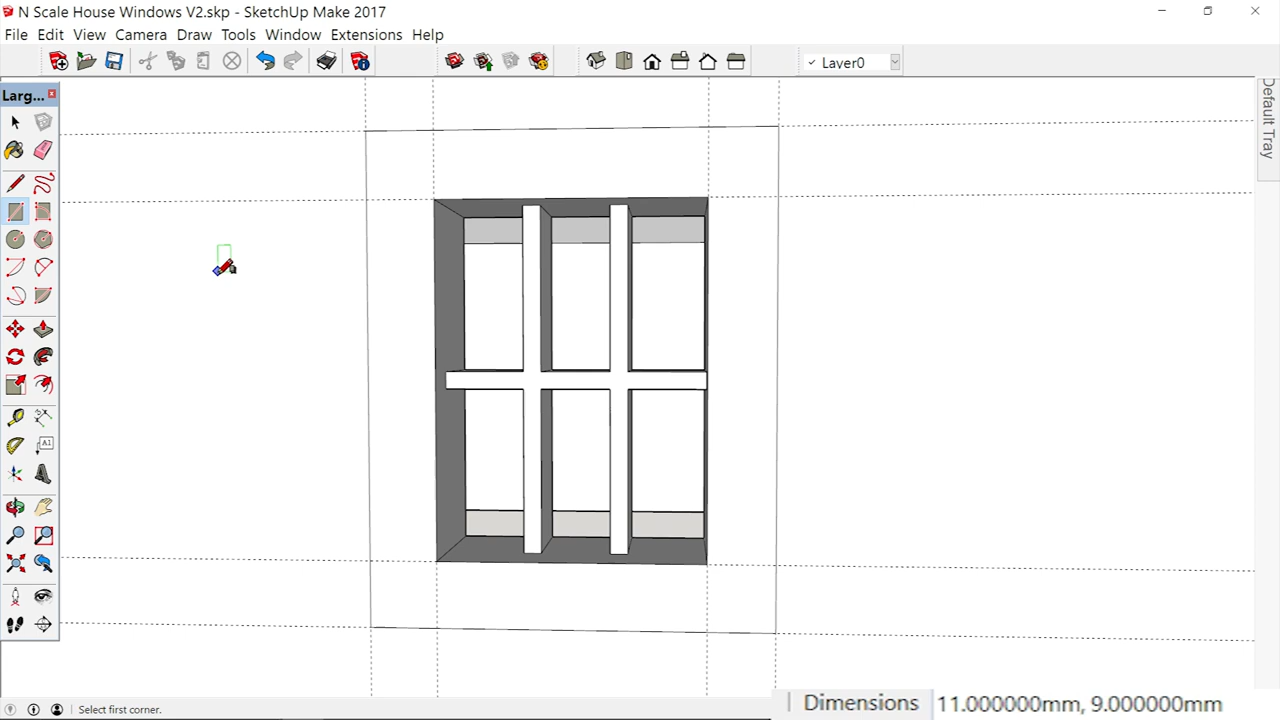 N Scale House Windows V2.skp - SketchUp Make 2017
File Edit View Camera Draw Tools Window Extensions Help
✓ Layer0
Larg...
Default Tray
A1
Select first corner.
Dimensions 11.000000mm, 9.000000mm